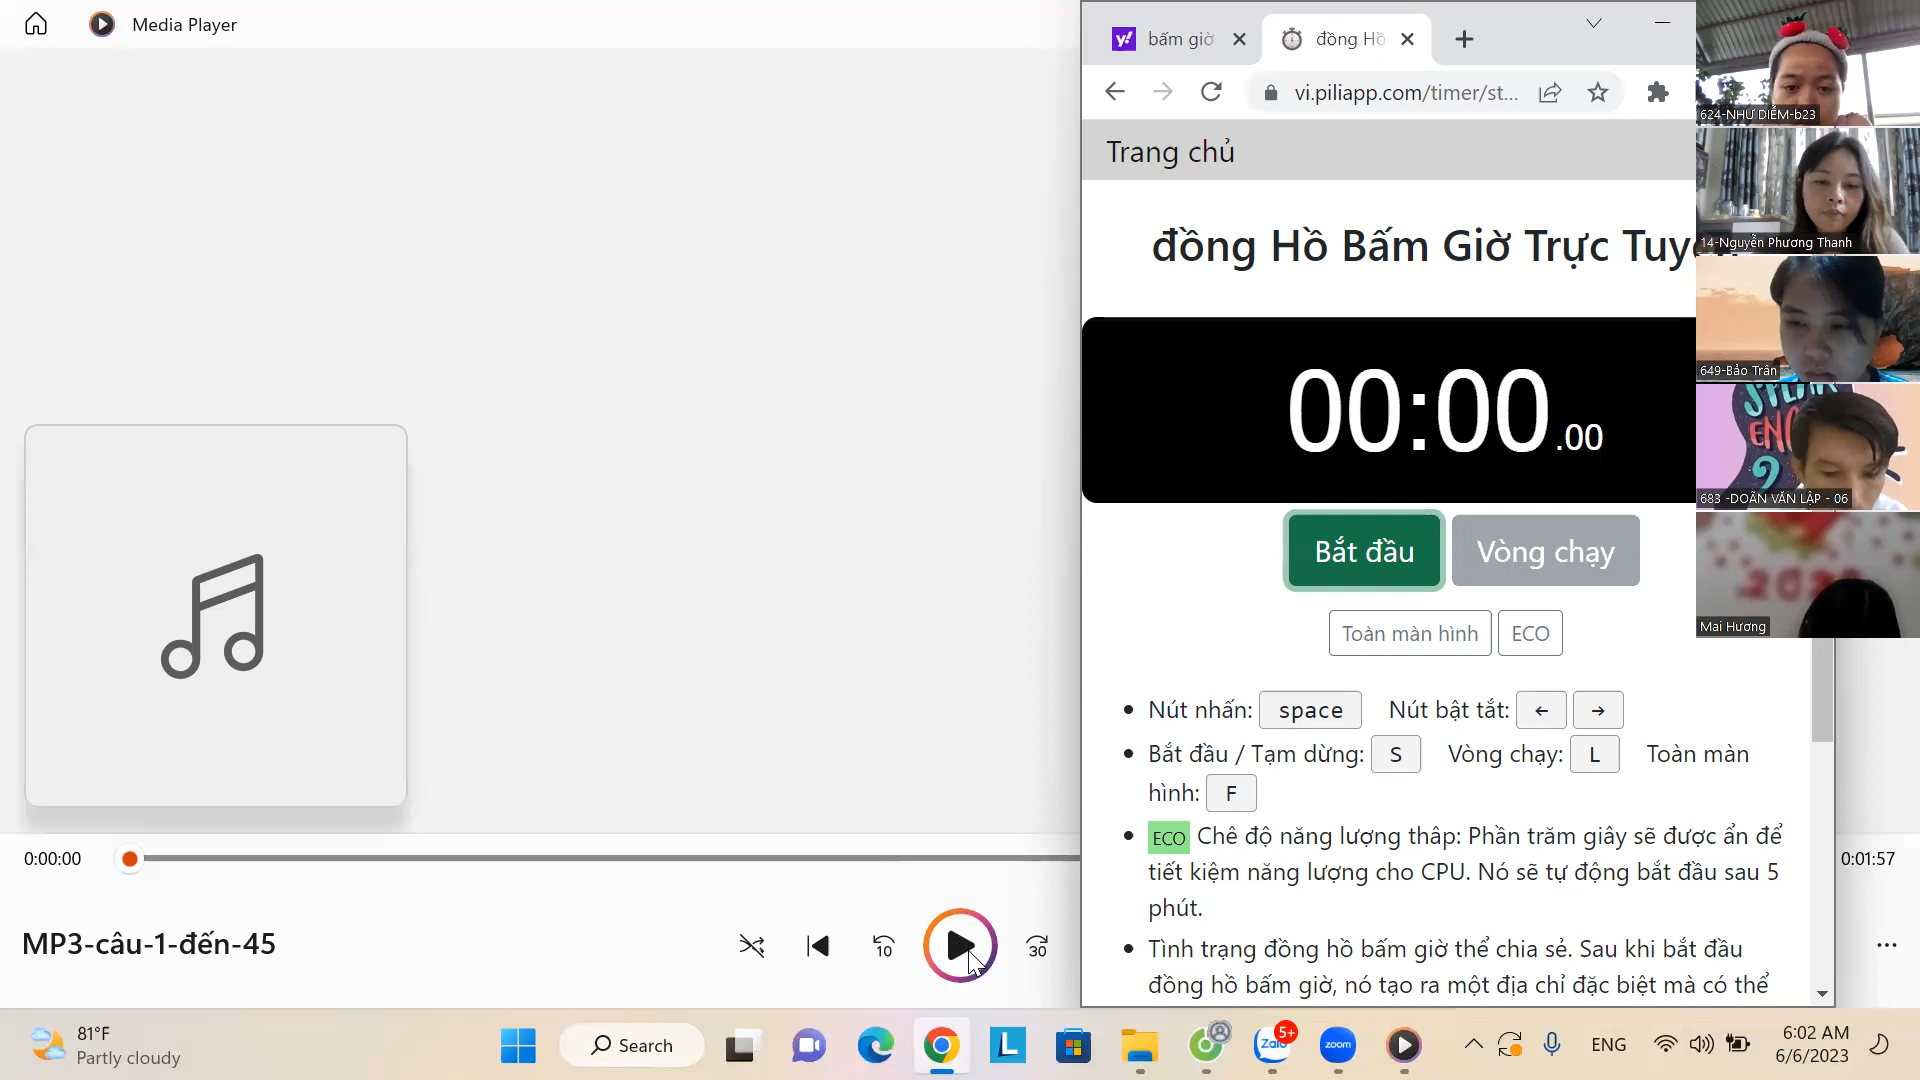 Media Player
bấm giờ
đồng Hồ
vi.piliapp.com/timer/st...
Trang chủ
đồng Hồ Bấm Giờ Trực Tuyến
00:00.00
Bắt đầu
Vòng chạy
Toàn màn hình
ECO
Nút nhấn: space Nút bật tắt: ← →
Bắt đầu / Tạm dừng: S Vòng chạy: L Toàn màn
hình: F
ECO Chê độ năng lượng thâp: Phần trăm giây sẽ được ẩn để
tiết kiệm năng lượng cho CPU. Nó sẽ tự động bắt đầu sau 5
phút.
Tình trạng đồng hồ bấm giờ thể chia sẻ. Sau khi bắt đầu
đồng hồ bấm giờ, nó tạo ra một địa chỉ đặc biệt mà có thể
624-NHƯ DIỄM-b23
14-Nguyễn Phương Thanh
649-Bảo Trân
SPEAK
683 -DOÃN VĂN LẬP - 06
Mai Hương
0:00:00
0:01:57
MP3-câu-1-đến-45
10
30
81°F
Partly cloudy
Search
L
Zalo
5+
zoom
ENG
6:02 AM
6/6/2023